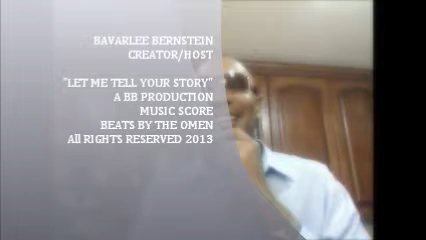 BAVARLEE BERNSTEIN
CREATOR/HOST
"LET ME TELL YOUR STORY"
A BB PRODUCTION
MUSIC SCORE
BEATS BY THE OMEN
All RIGHTS RESERVED 2013